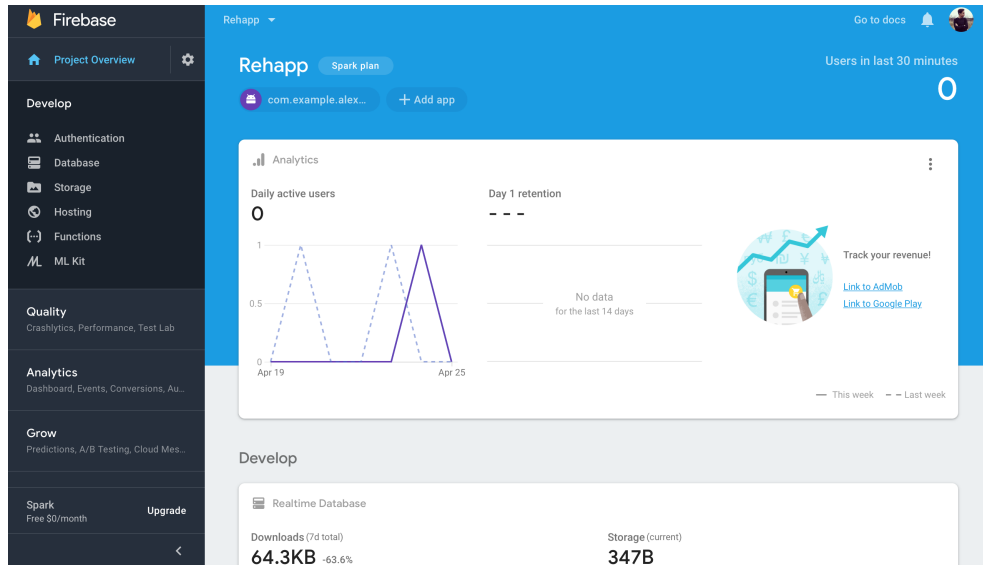 Firebase
Rehapp
Go to docs
Project Overview
Develop
Authentication
Database
Storage
Hosting
Functions
ML Kit
Quality
Crashlytics, Performance, Test Lab
Analytics
Dashboard, Events, Conversions, Au...
Grow
Predictions, A/B Testing, Cloud Mes...
Spark
Free $0/month
Upgrade
Rehapp
Spark plan
Users in last 30 minutes
0
com.example.alex...
+ Add app
Analytics
Daily active users
0
Day 1 retention
- - -
1
0.5
0
Apr 19
Apr 25
No data
for the last 14 days
Track your revenue!
Link to AdMob
Link to Google Play
This week
Last week
Develop
Realtime Database
Downloads (7d total)
64.3KB -63.6%
Storage (current)
347B